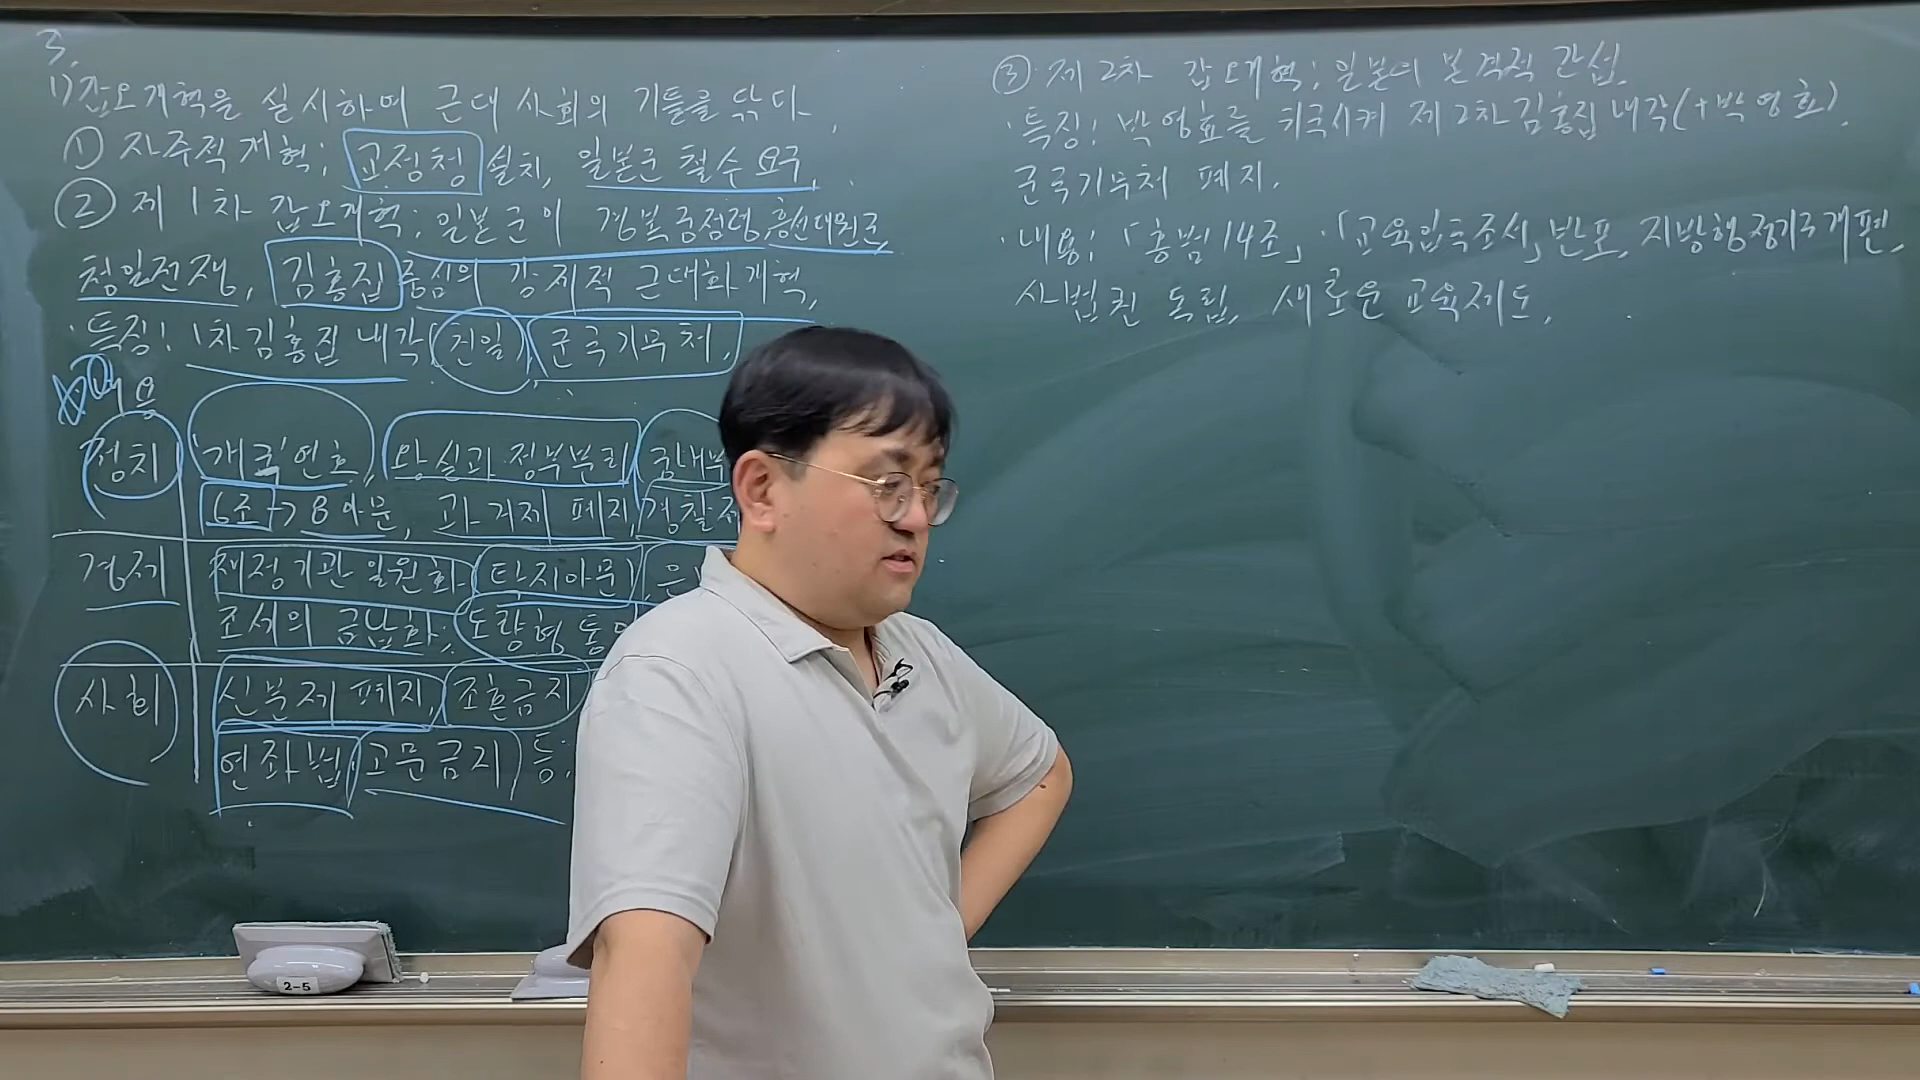 3.
1) 갑오개혁을 실시하며 근대 사회의 기틀을 닦다.
① 자주적 개혁; 교정청 설치, 일본군 철수 요구,
② 제 1차 갑오개혁; 일본군이 경복궁점령, 흥선대원군,
청일전쟁, 김홍집 중심의 강제적 근대화 개혁,
·특징! 1차 김홍집 내각(친일), 군국기무처,
내용
정치 '개국'연호, 왕실과 정부분리, 궁내부
6조→8아문, 과거제 폐지, 경찰
경제 재정기관 일원화 (탁지아문), 은
조세의 금납화, 도량형 통
사회 신분제 폐지, 조혼금지
연좌법, 고문금지 등.
③ 제 2차 갑오개혁; 일본의 본격적 간섭.
·특징! 박영효를 귀국시켜 제 2차 김홍집 내각(+박영효).
군국기무처 폐지.
·내용; 「홍범14조」·「교육입국조서」 반포, 지방행정기구개편,
사법권 독립, 새로운 교육제도.
2-5